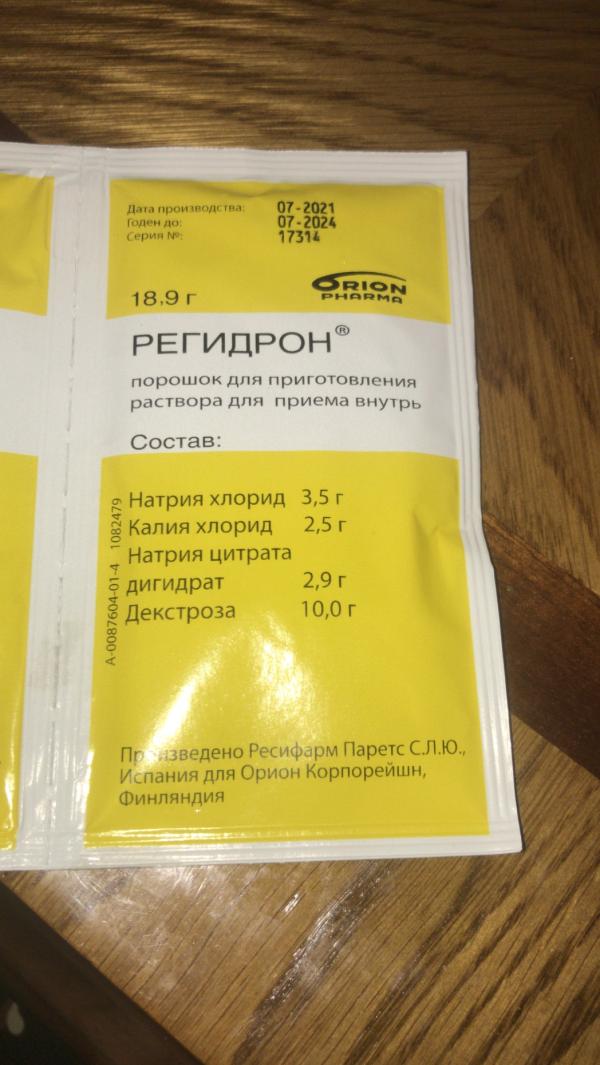 Дата производства: 07-2021
Годен до: 07-2024
Серия №: 17314
18,9 г
ORION
PHARMA
РЕГИДРОН®
порошок для приготовления
раствора для приема внутрь
Состав:
Натрия хлорид 3,5 г
Калия хлорид 2,5 г
Натрия цитрата
дигидрат 2,9 г
Декстроза 10,0 г
A-0087604-01-4 1082479
Произведено Ресифарм Паретс С.Л.Ю.,
Испания для Орион Корпорейшн,
Финляндия